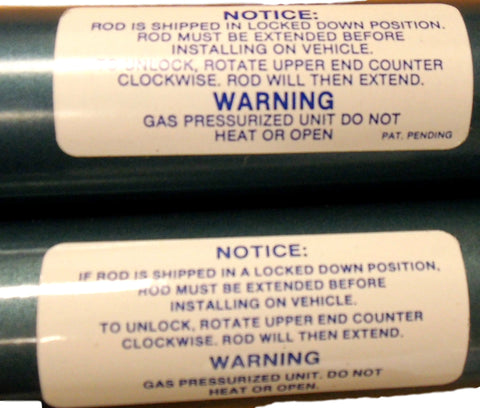 NOTICE:
ROD IS SHIPPED IN LOCKED DOWN POSITION.
ROD MUST BE EXTENDED BEFORE
INSTALLING ON VEHICLE.
TO UNLOCK, ROTATE UPPER END COUNTER
CLOCKWISE. ROD WILL THEN EXTEND.
WARNING
GAS PRESSURIZED UNIT DO NOT
HEAT OR OPEN PAT. PENDING
NOTICE:
IF ROD IS SHIPPED IN A LOCKED DOWN POSITION,
ROD MUST BE EXTENDED BEFORE
INSTALLING ON VEHICLE.
TO UNLOCK, ROTATE UPPER END COUNTER
CLOCKWISE. ROD WILL THEN EXTEND.
WARNING
GAS PRESSURIZED UNIT. DO NOT
HEAT OR OPEN.